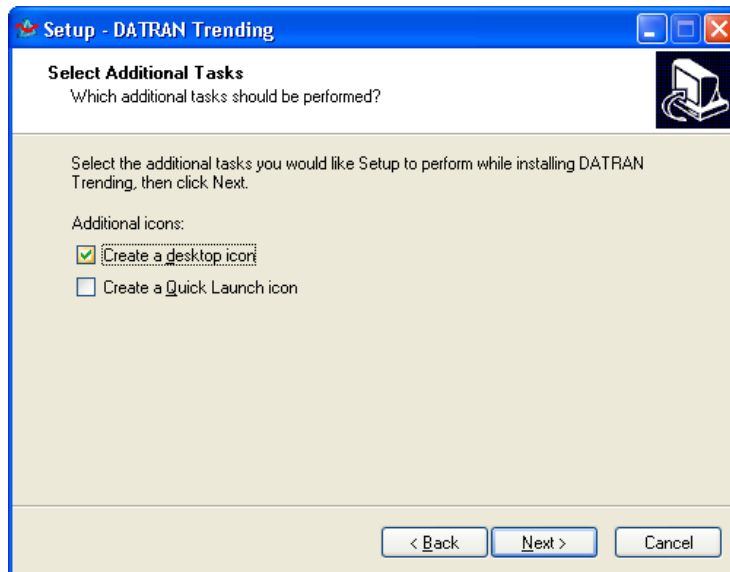 Setup - DATRAN Trending
Select Additional Tasks
Which additional tasks should be performed?
Select the additional tasks you would like Setup to perform while installing DATRAN
Trending, then click Next.
Additional icons:
Create a desktop icon
Create a Quick Launch icon
< Back Next > Cancel